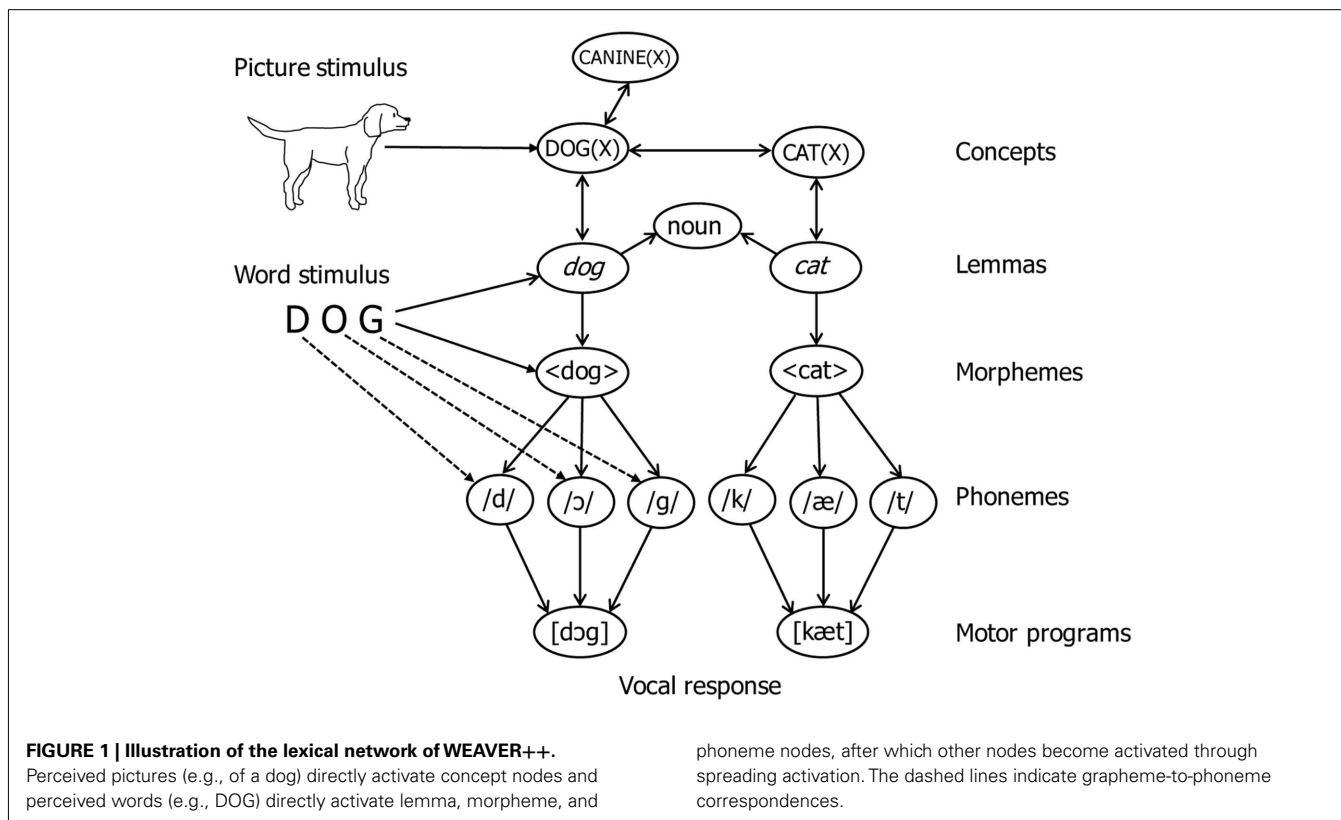 CANINE(X)
Picture stimulus
DOG(X)
CAT(X)
Concepts
noun
dog
cat
Lemmas
Word stimulus
D O G
<dog>
<cat>
Morphemes
/d/
/ɔ/
/g/
/k/
/æ/
/t/
Phonemes
[dɔg]
[kæt]
Motor programs
Vocal response
FIGURE 1 | Illustration of the lexical network of WEAVER++.
Perceived pictures (e.g., of a dog) directly activate concept nodes and
perceived words (e.g., DOG) directly activate lemma, morpheme, and
phoneme nodes, after which other nodes become activated through
spreading activation. The dashed lines indicate grapheme-to-phoneme
correspondences.